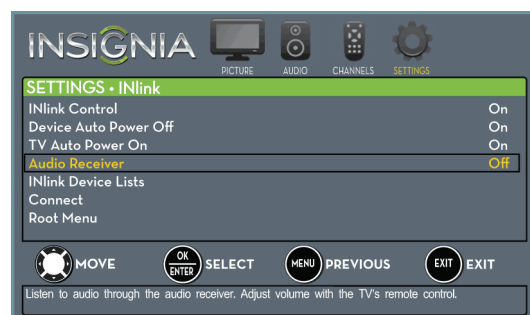 INSIGNIA
PICTURE AUDIO CHANNELS SETTINGS
SETTINGS • INlink
INlink Control On
Device Auto Power Off On
TV Auto Power On On
Audio Receiver Off
INlink Device Lists
Connect
Root Menu
MOVE OK ENTER SELECT MENU PREVIOUS EXIT EXIT
Listen to audio through the audio receiver. Adjust volume with the TV's remote control.